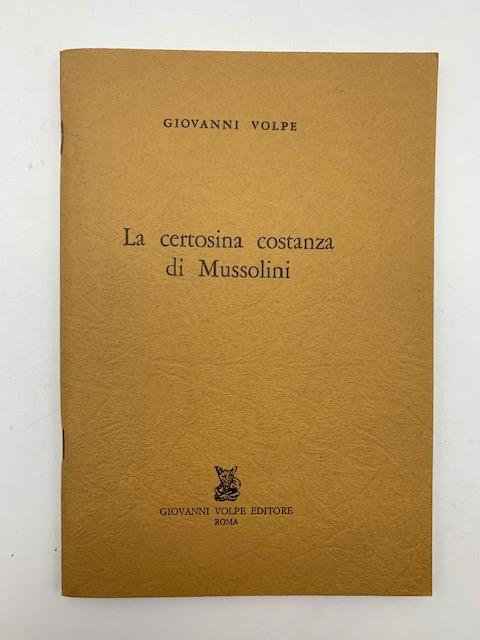 GIOVANNI VOLPE
La certosina costanza
di Mussolini
GIOVANNI VOLPE EDITORE
ROMA